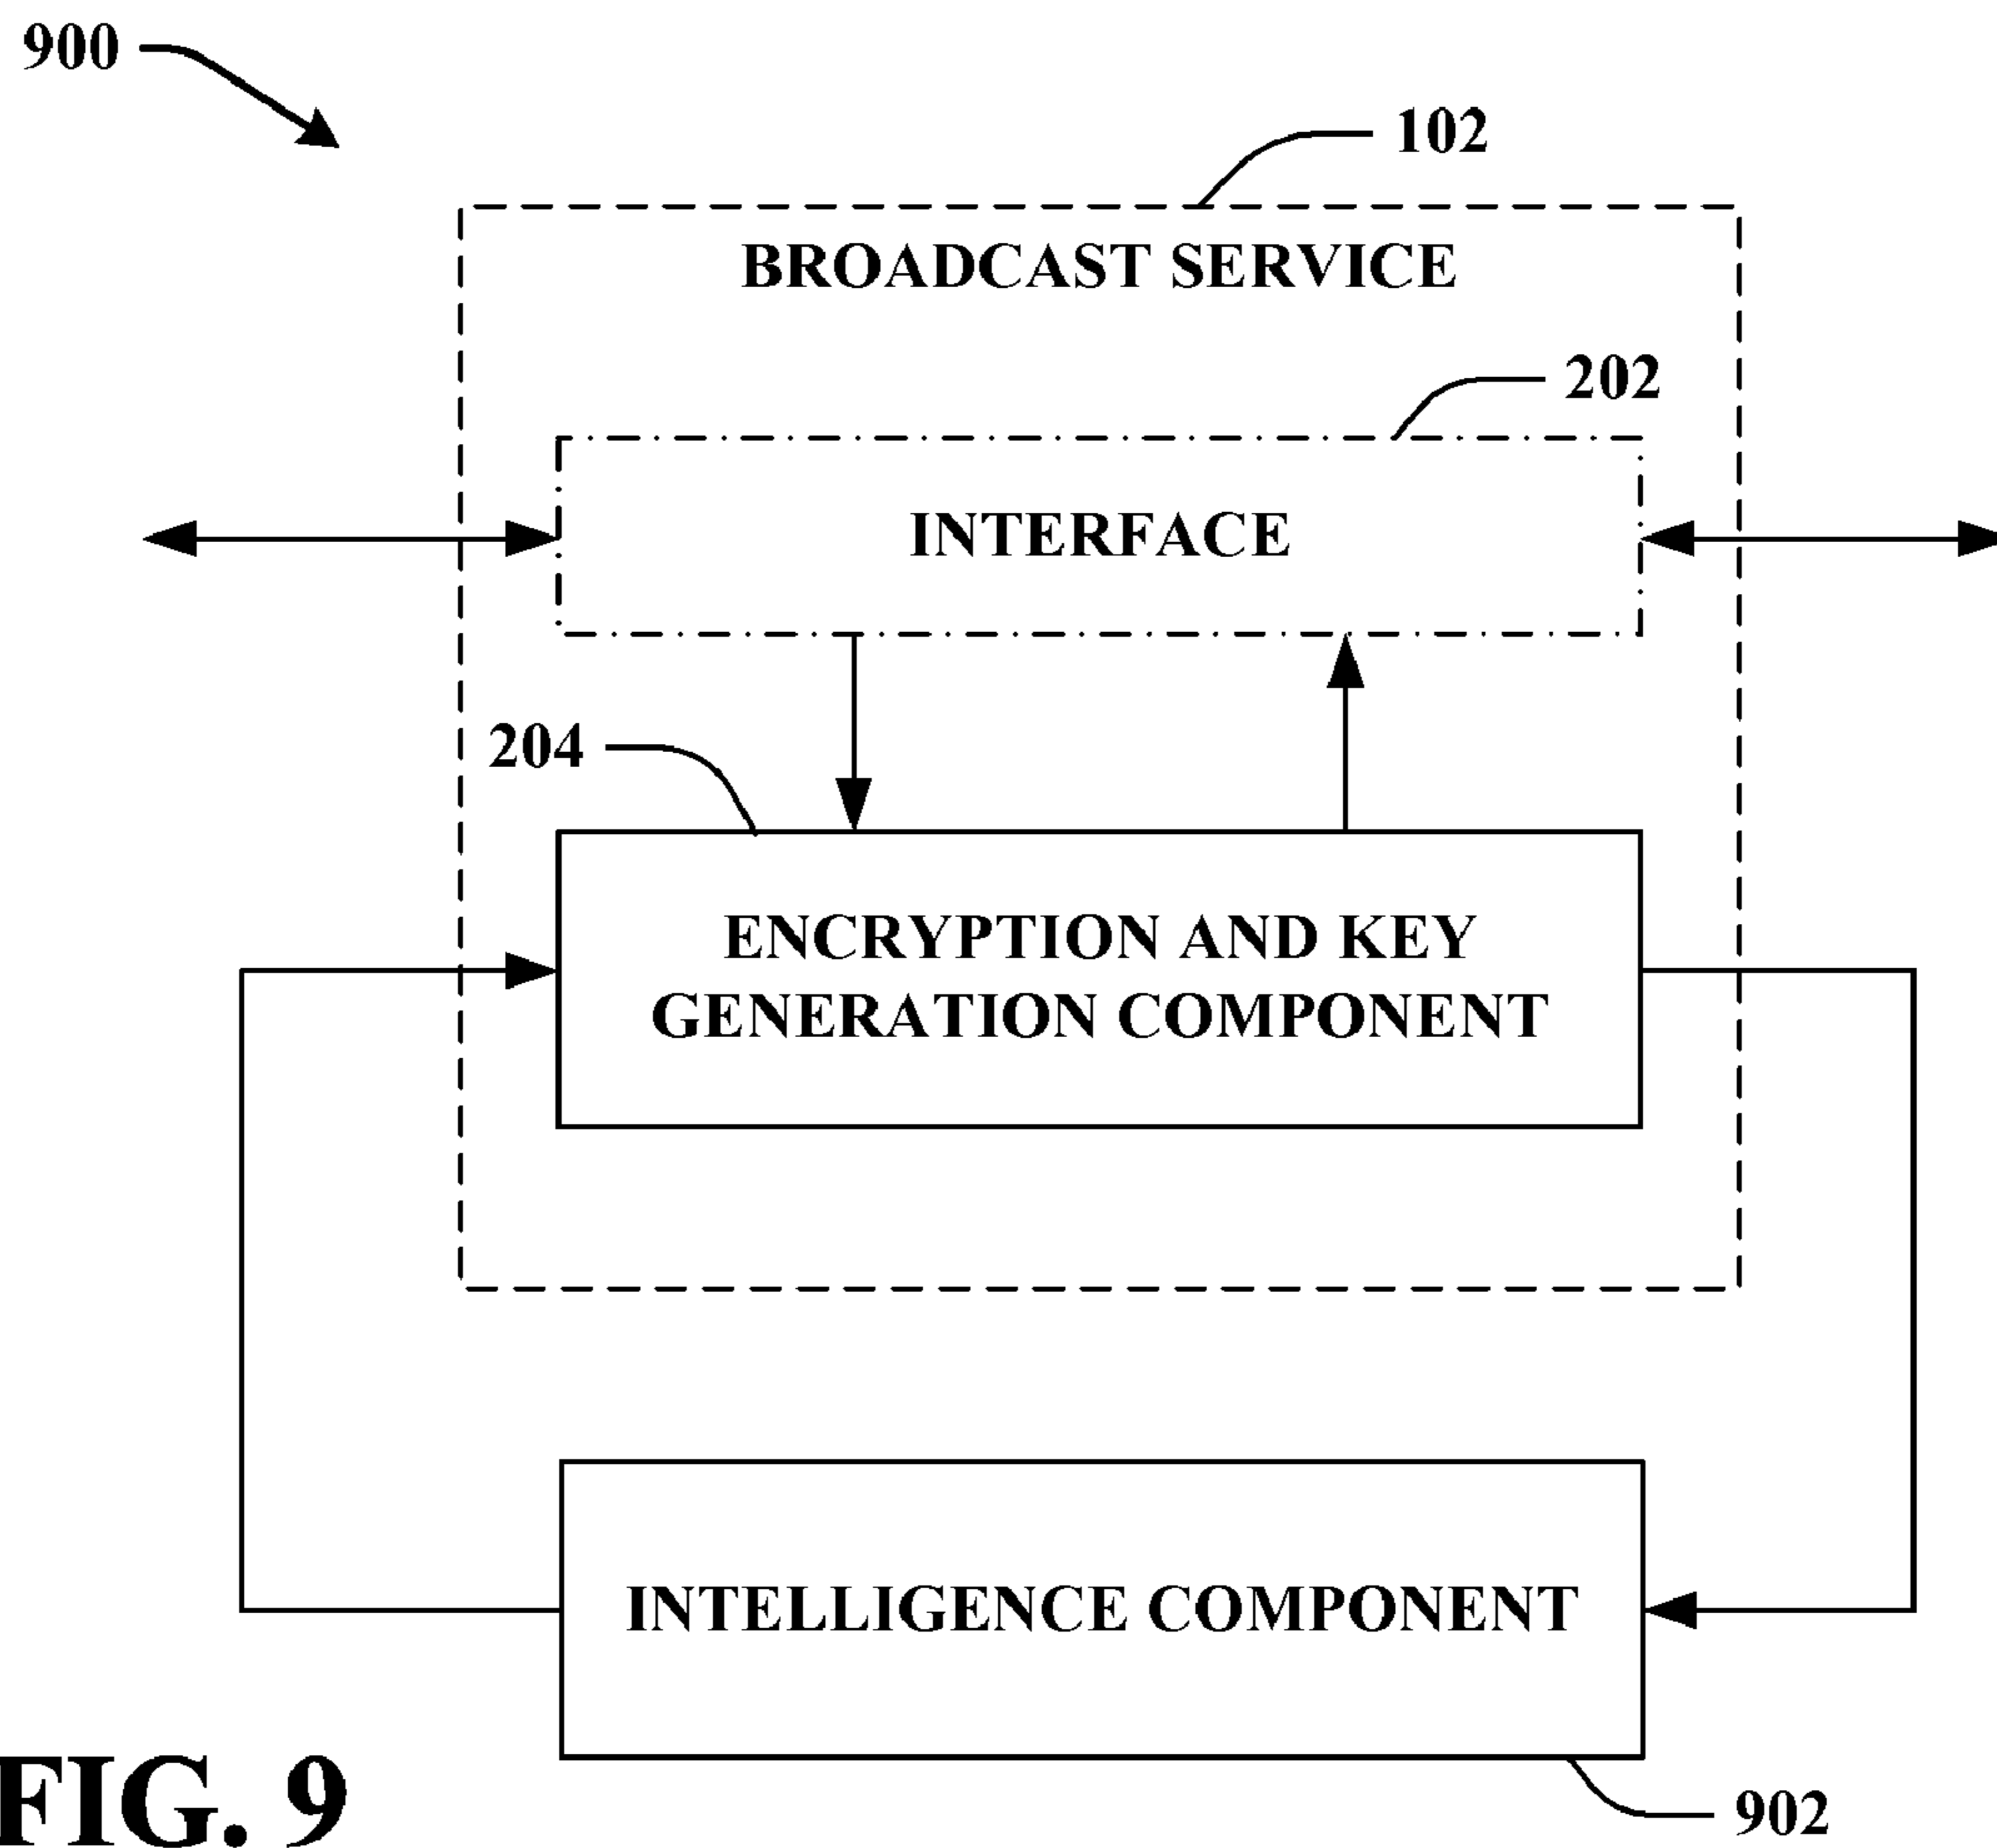 900
102
BROADCAST SERVICE
202
INTERFACE
204
ENCRYPTION AND KEY
GENERATION COMPONENT
INTELLIGENCE COMPONENT
902
FIG. 9